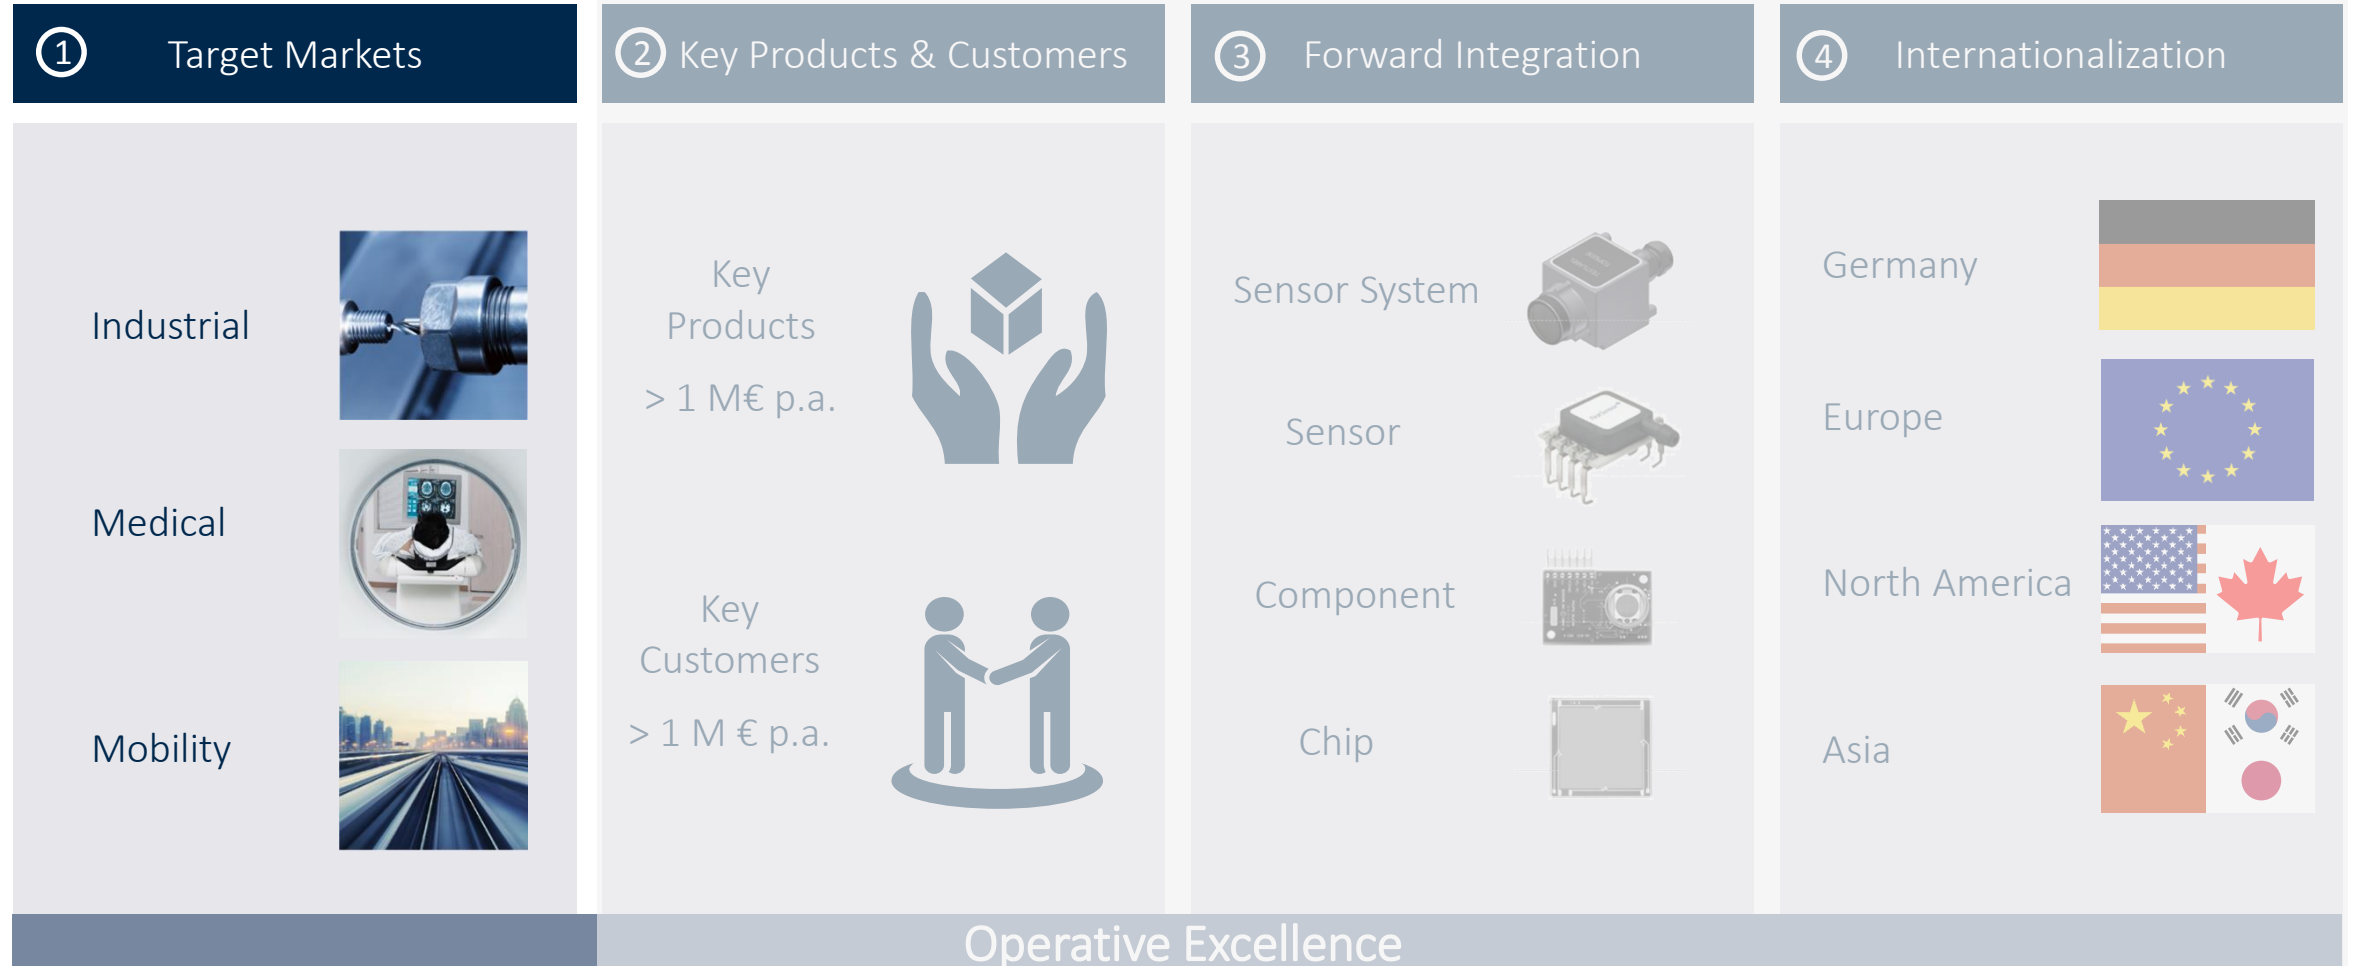 1 Target Markets
Industrial
Medical
Mobility
2 Key Products & Customers
Key
Products
> 1 M€ p.a.
Key
Customers
> 1 M € p.a.
3 Forward Integration
Sensor System
Sensor
Component
Chip
4 Internationalization
Germany
Europe
North America
Asia
Operative Excellence